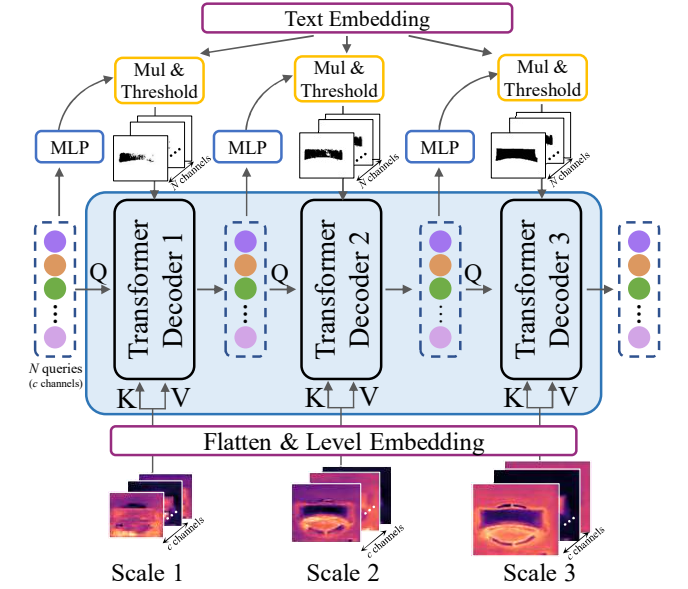 Text Embedding
Mul &
Threshold
Mul &
Threshold
Mul &
Threshold
MLP
MLP
MLP
N channels
N channels
N channels
Q
Transformer
Decoder 1
Q
Transformer
Decoder 2
Q
Transformer
Decoder 3
N queries
(c channels)
K
V
K
V
K
V
Flatten & Level Embedding
c channels
c channels
c channels
Scale 1
Scale 2
Scale 3